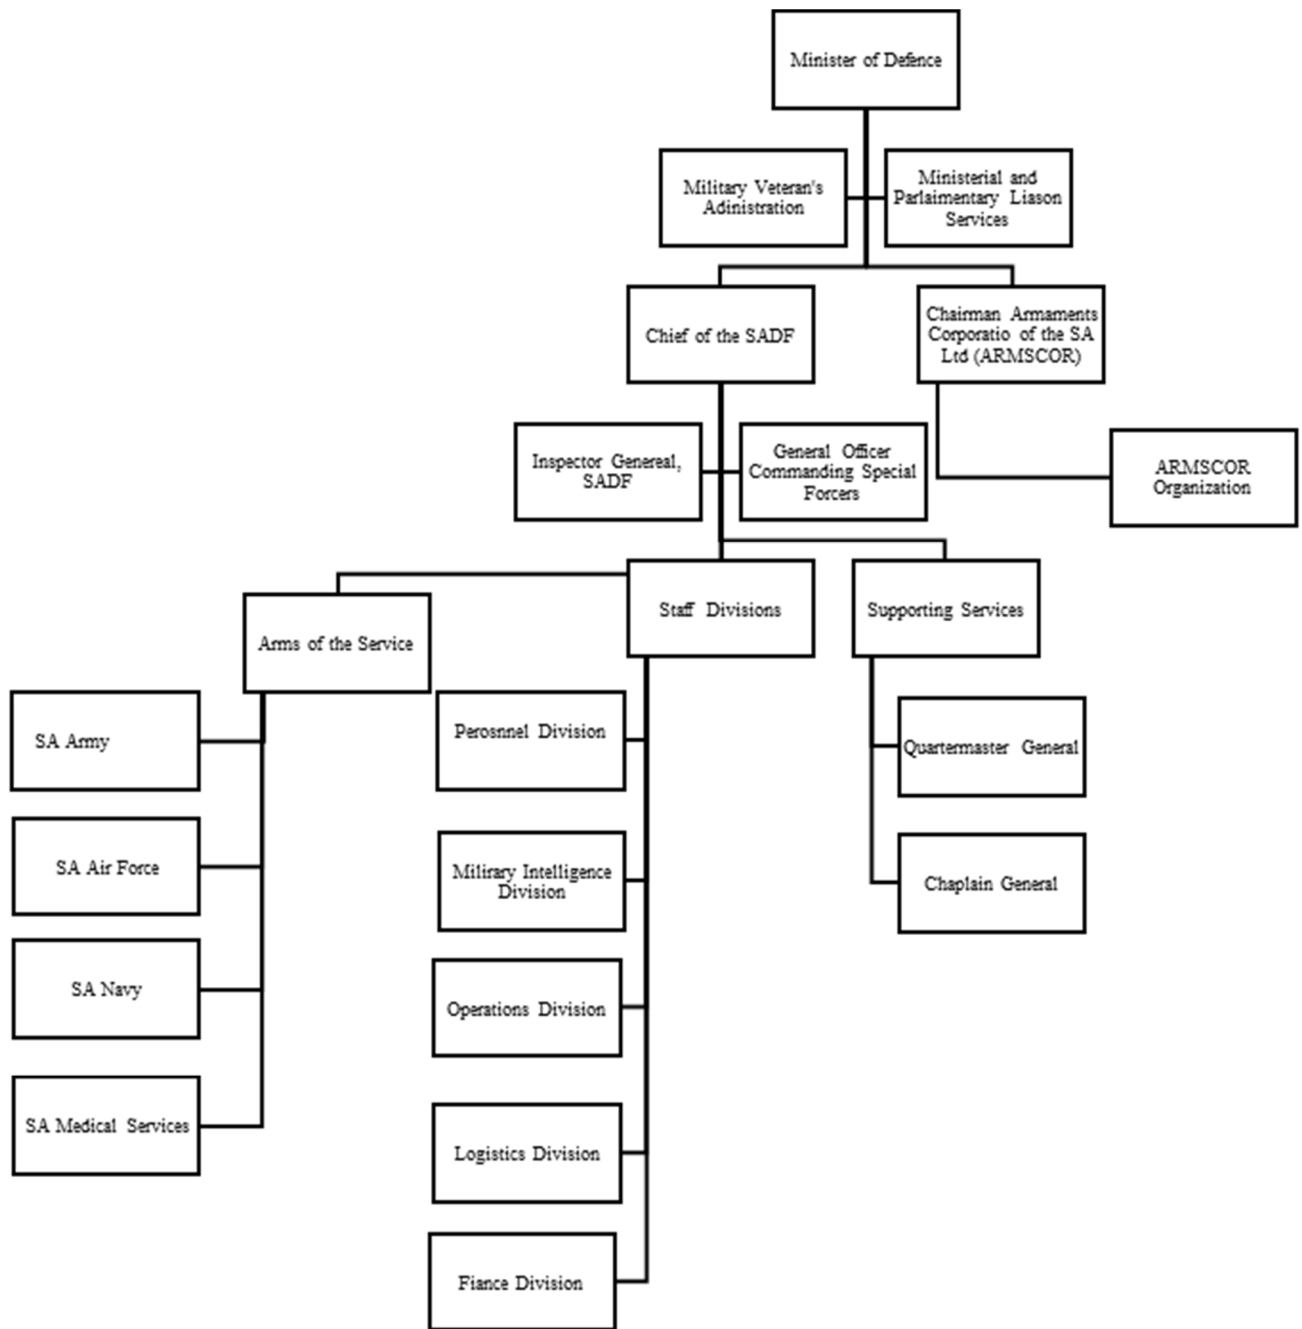 Minister of Defence
Military Veteran's
Adinistration
Ministerial and
Parlaimentary Liason
Services
Chief of the SADF
Chairman Armaments
Corporatio of the SA
Ltd (ARMSCOR)
Inspector Genereal,
SADF
General Officer
Commanding Special
Forcers
ARMSCOR
Organization
Arms of the Service
Staff Divisions
Supporting Services
SA Army
Perosnnel Division
Quartermaster General
SA Air Force
Milirary Intelligence
Division
Chaplain General
SA Navy
Operations Division
SA Medical Services
Logistics Division
Fiance Division